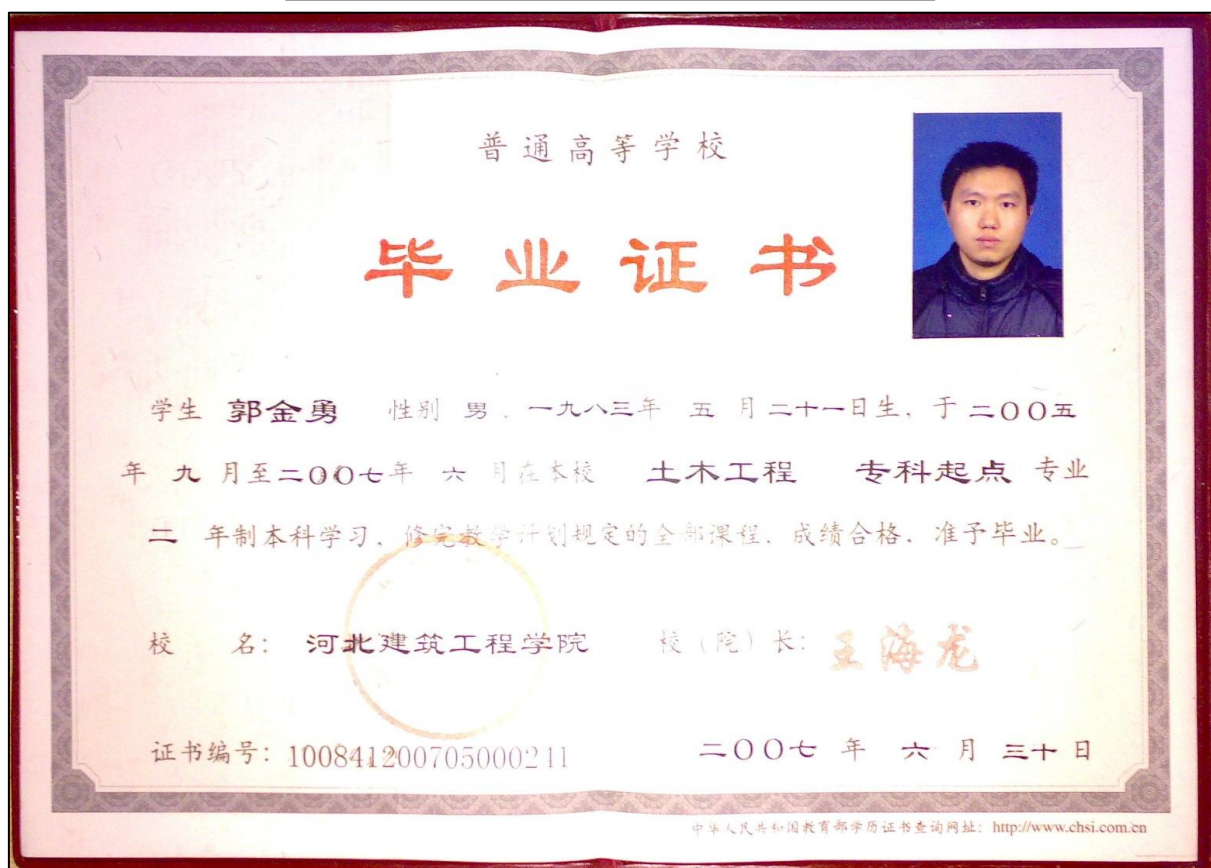 普通高等学校
毕业证书
学生 郭金勇 性别 男、一九八三年 五 月二十一日生、于二〇〇五
年 九 月至二〇〇七年 六 月在本校 土木工程 专科起点 专业
二 年制本科学习、修完教学计划规定的全部课程、成绩合格、准予毕业。
校 名: 河北建筑工程学院 校（院）长: 王海龙
证书编号: 100841200705000211 二〇〇七 年 六 月 三十 日
中华人民共和国教育部学历证书查询网址: http://www.chsi.com.cn